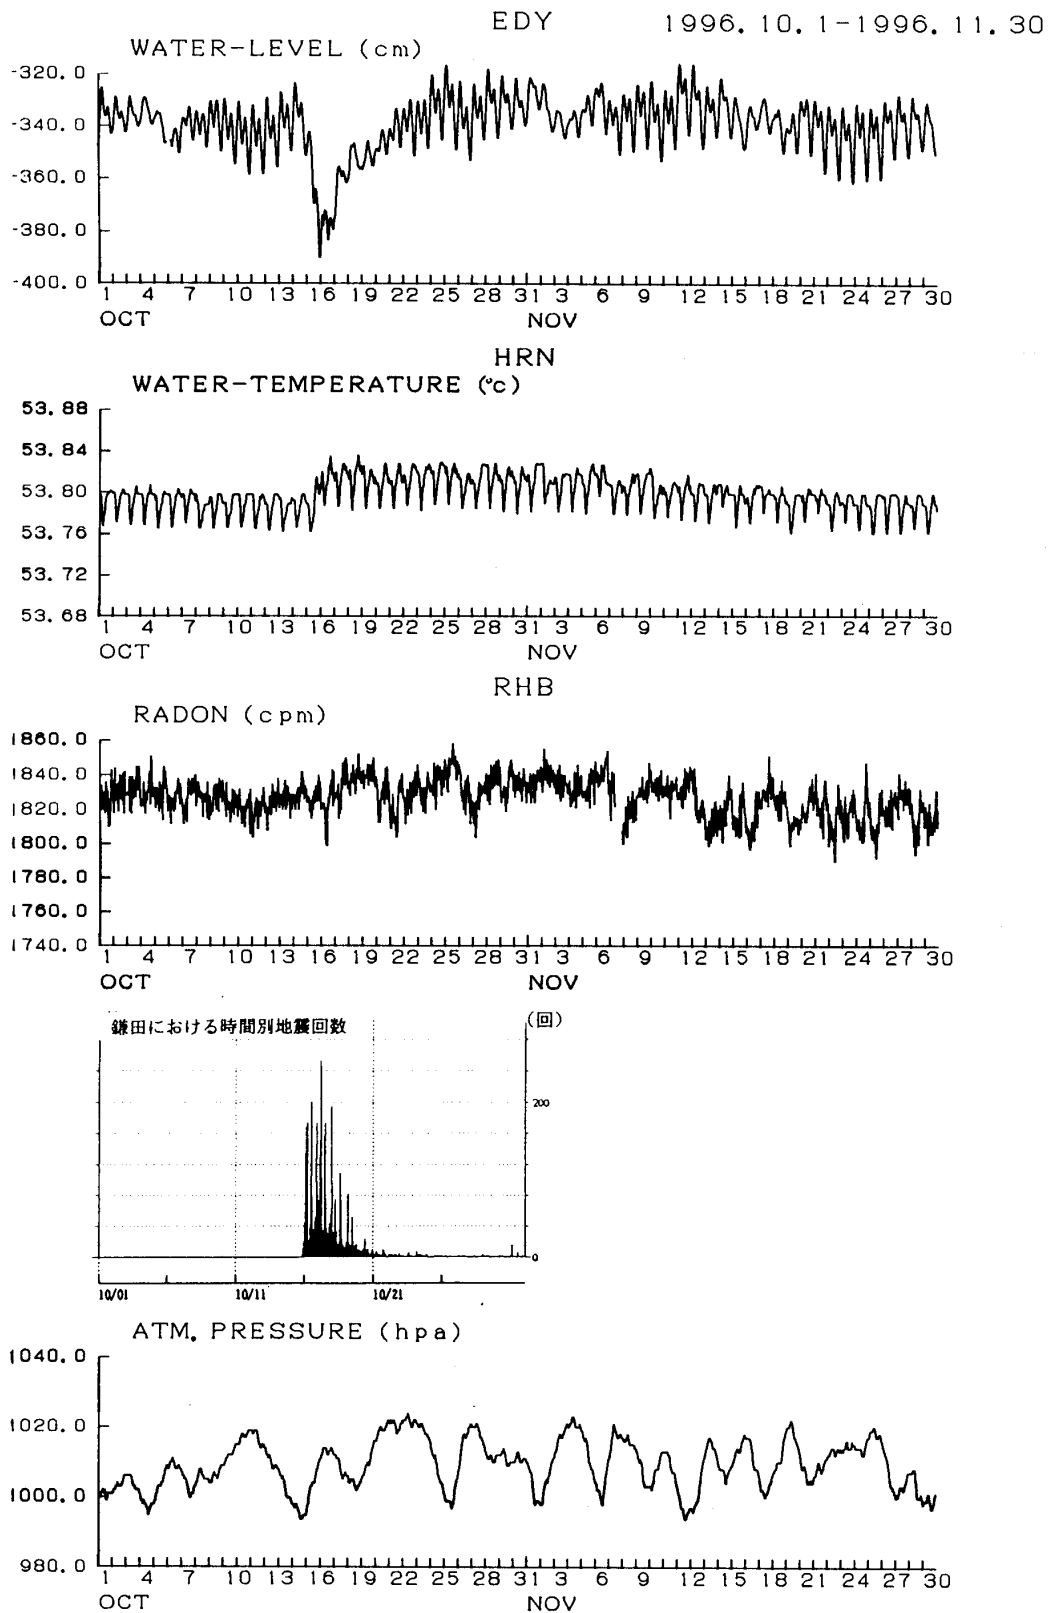 EDY 1996. 10. 1-1996. 11. 30
WATER-LEVEL (cm)
-320. 0
-340. 0
-360. 0
-380. 0
-400. 0
1 4 7 10 13 16 19 22 25 28 31 3 6 9 12 15 18 21 24 27 30
OCT NOV
HRN
WATER-TEMPERATURE (℃)
53. 88
53. 84
53. 80
53. 76
53. 72
53. 68
1 4 7 10 13 16 19 22 25 28 31 3 6 9 12 15 18 21 24 27 30
OCT NOV
RHB
RADON (cpm)
1860. 0
1840. 0
1820. 0
1800. 0
1780. 0
1760. 0
1740. 0
1 4 7 10 13 16 19 22 25 28 31 3 6 9 12 15 18 21 24 27 30
OCT NOV
鎌田における時間別地震回数 (回)
200
0
10/01 10/11 10/21
ATM. PRESSURE (hpa)
1040. 0
1020. 0
1000. 0
980. 0
1 4 7 10 13 16 19 22 25 28 31 3 6 9 12 15 18 21 24 27 30
OCT NOV